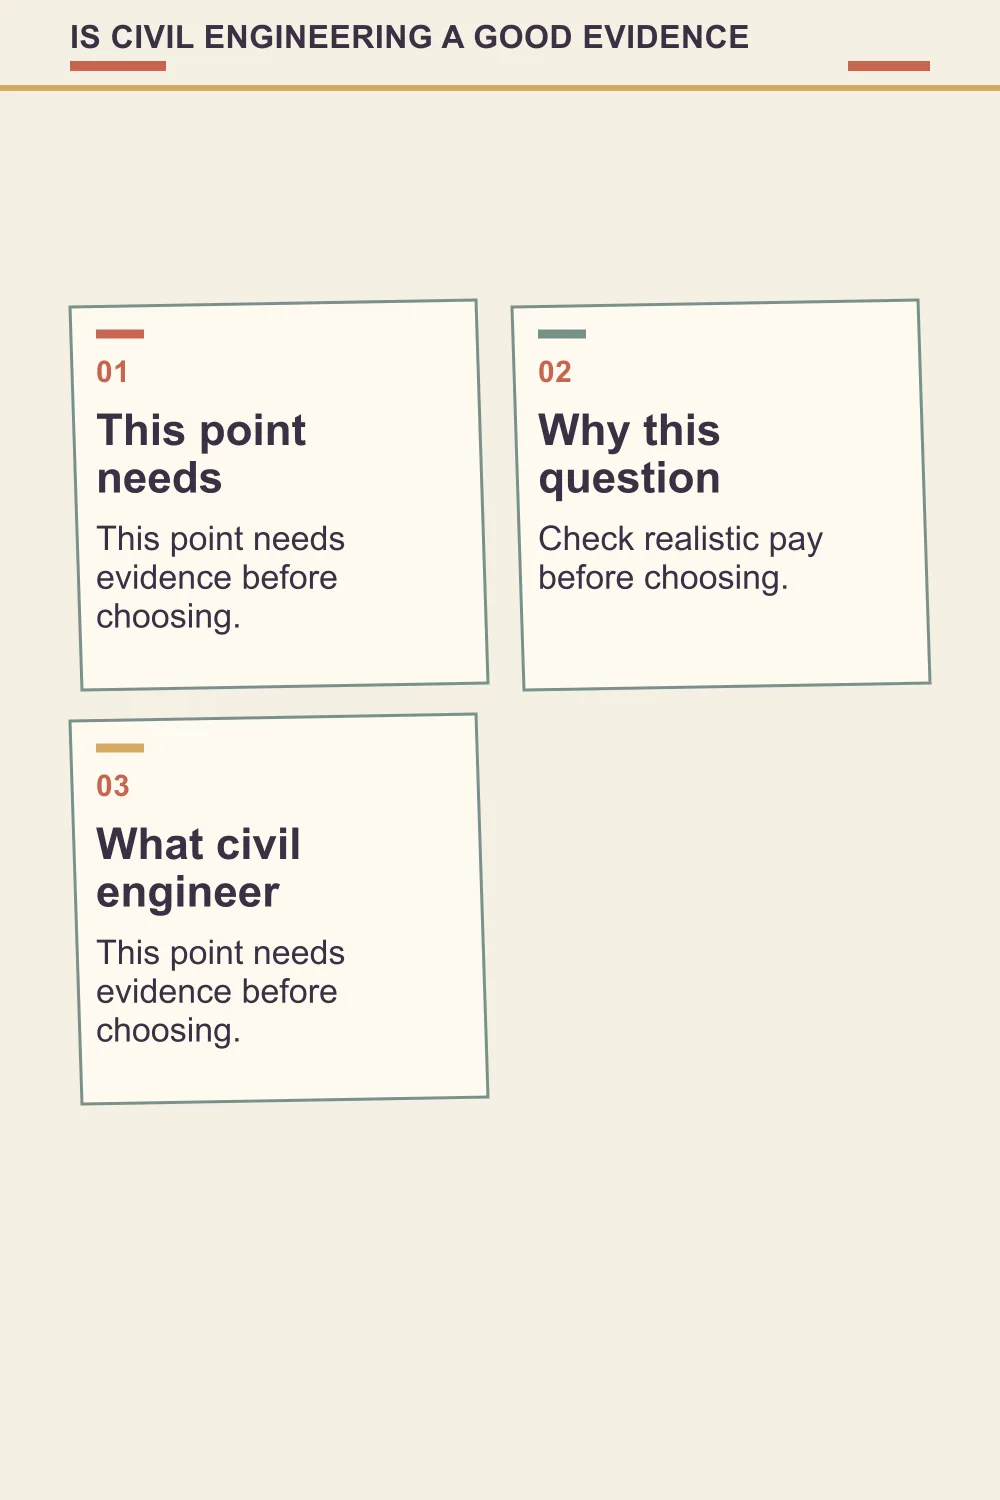 IS CIVIL ENGINEERING A GOOD EVIDENCE
01
This point
needs
This point needs
evidence before
choosing.
02
Why this
question
Check realistic pay
before choosing.
03
What civil
engineer
This point needs
evidence before
choosing.